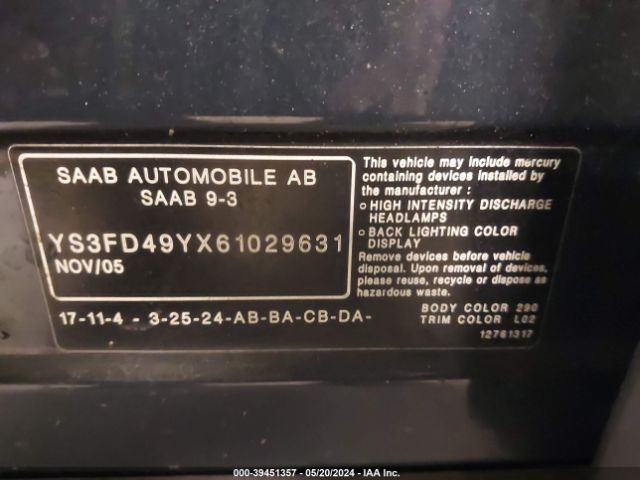 SAAB AUTOMOBILE AB
SAAB 9-3
YS3FD49YX61029631
NOV/05
17-11-4 - 3-25-24-AB-BA-CB-DA-
This vehicle may include mercury
containing devices installed by
the manufacturer :
○ HIGH INTENSITY DISCHARGE
HEADLAMPS
○ BACK LIGHTING COLOR
DISPLAY
Remove devices before vehicle
disposal. Upon removal of devices,
please reuse, recycle or dispose as
hazardous waste.
BODY COLOR 290
TRIM COLOR L02
12761317
000-39451357 - 05/20/2024 - IAA Inc.